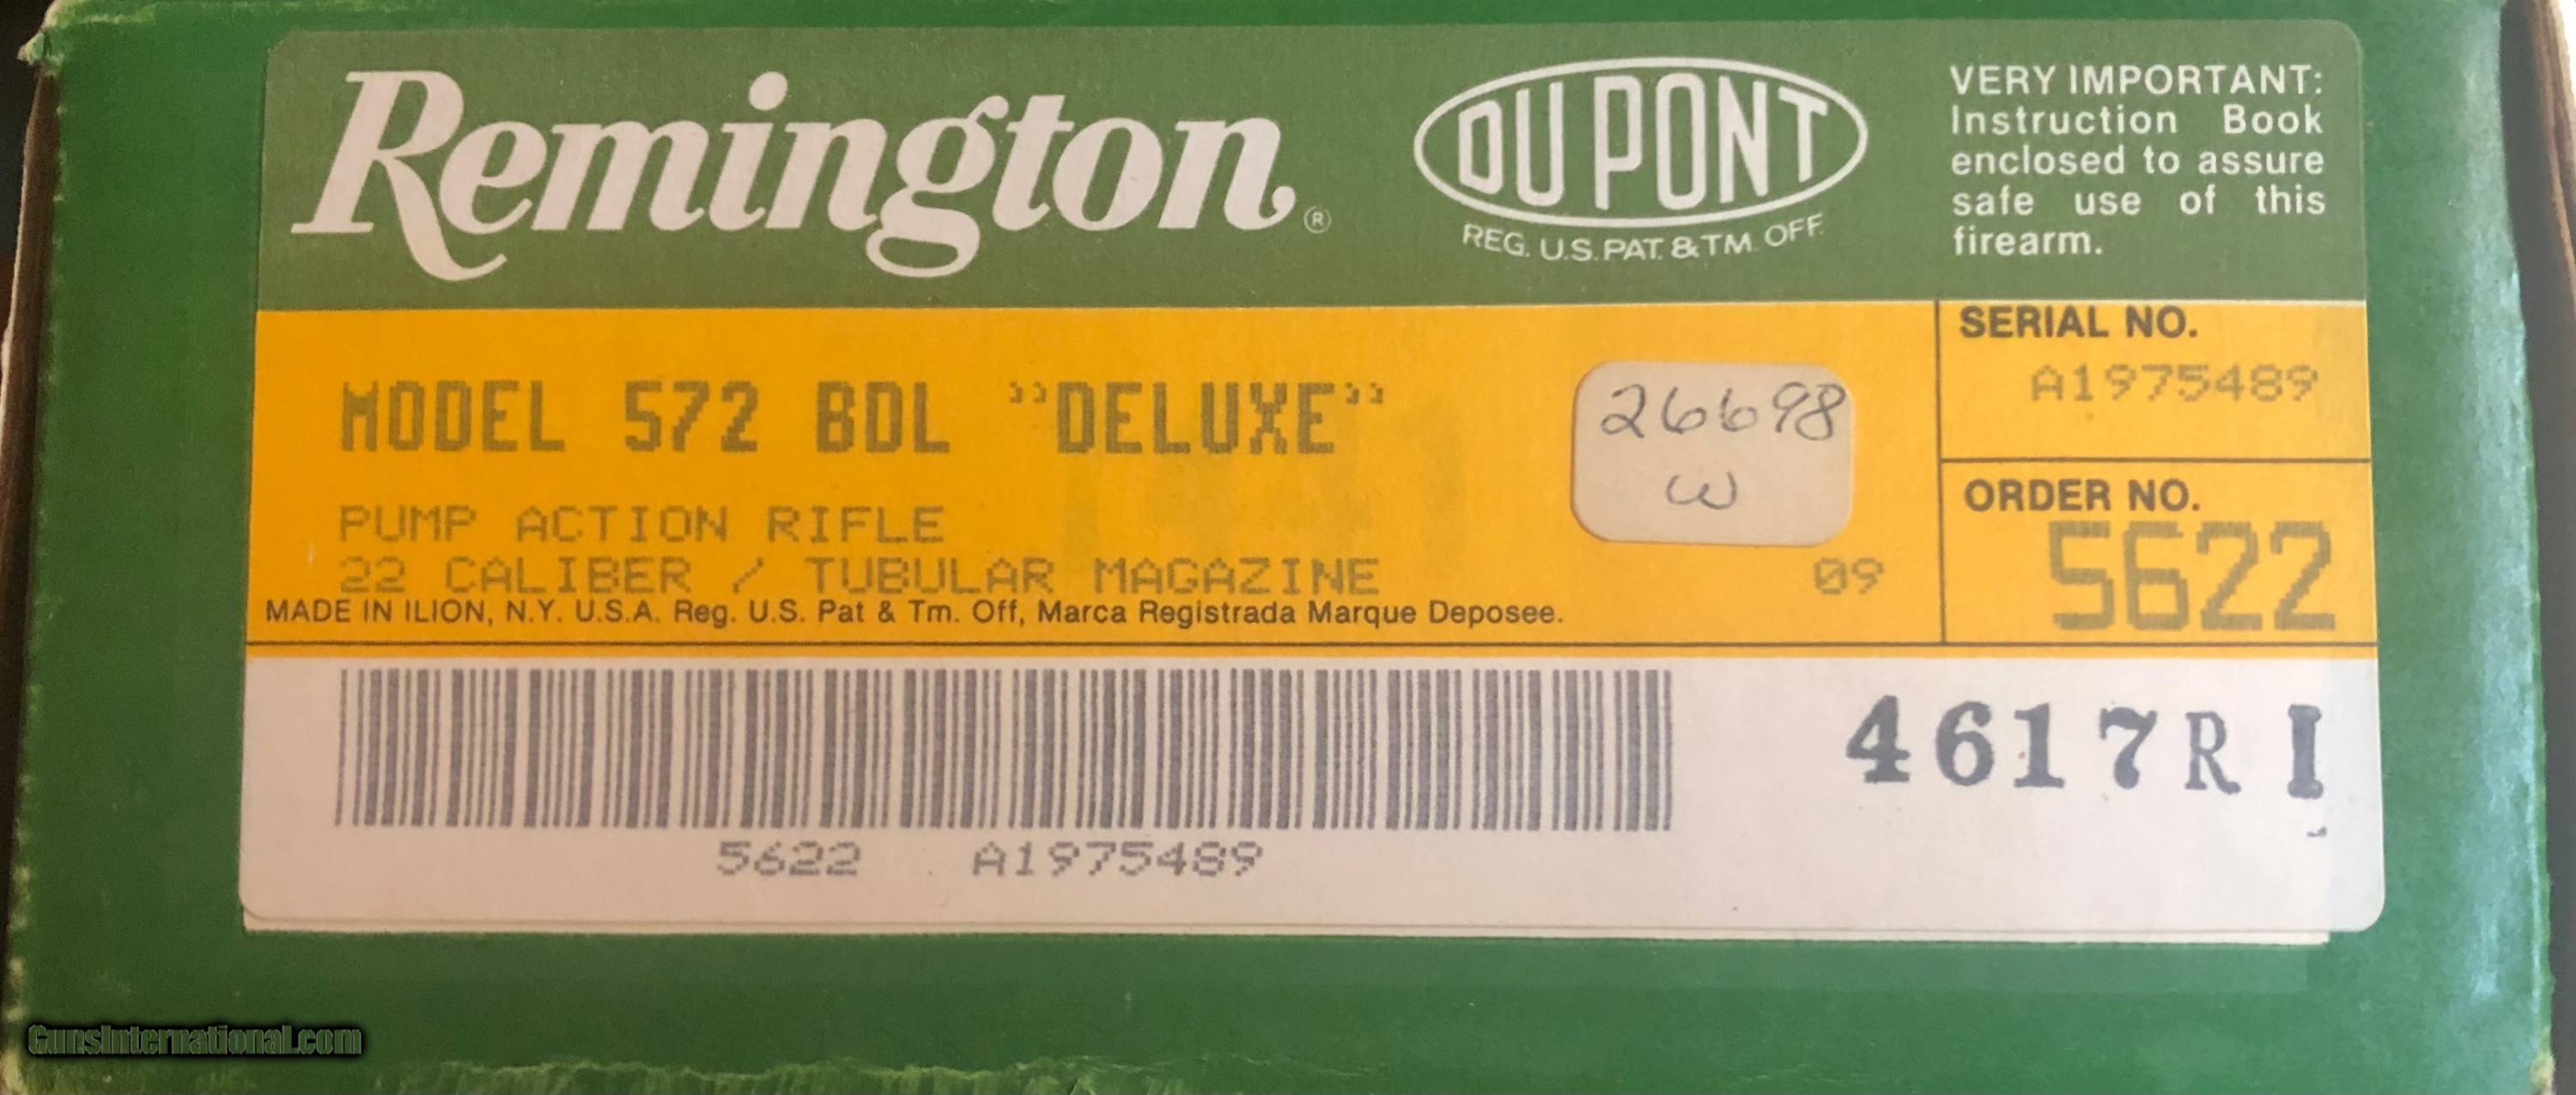 Remington®
DU PONT
REG. U.S. PAT. & TM. OFF.
VERY IMPORTANT:
Instruction Book
enclosed to assure
safe use of this
firearm.
MODEL 572 BDL "DELUXE"
PUMP ACTION RIFLE
22 CALIBER / TUBULAR MAGAZINE
09
MADE IN ILION, N.Y. U.S.A. Reg. U.S. Pat & Tm. Off, Marca Registrada Marque Deposee.
26698
W
SERIAL NO.
A1975489
ORDER NO.
5622
4617R I
5622 A1975489
GunsInternational.com